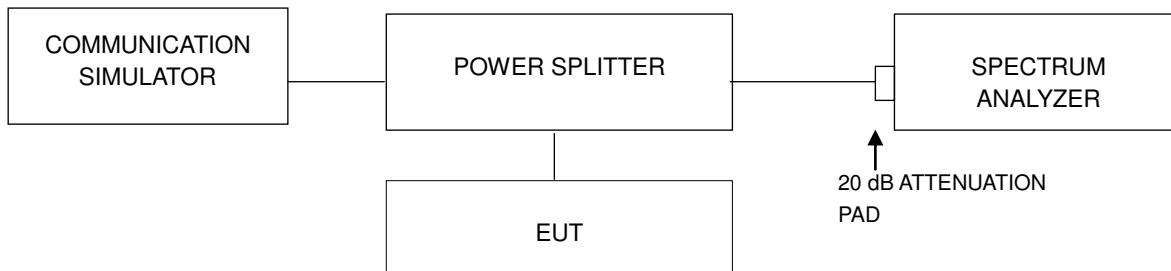 COMMUNICATION
SIMULATOR
POWER SPLITTER
SPECTRUM
ANALYZER
20 dB ATTENUATION
PAD
EUT